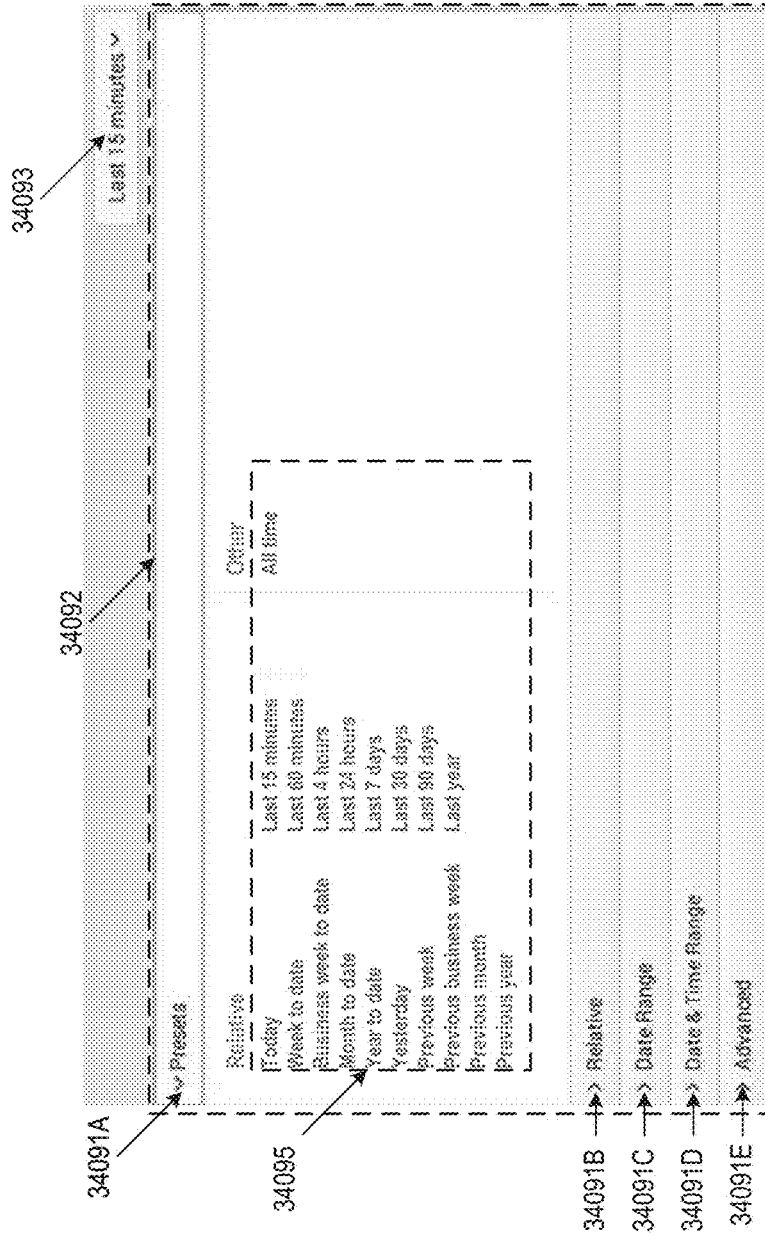 34093
Last 15 minutes
34092
34091A
Presets
Relative
Other
Today
Last 15 minutes
All time
Week to date
Last 60 minutes
Business week to date
Last 4 hours
Month to date
Last 24 hours
Year to date
Last 7 days
Yesterday
Last 30 days
Previous week
Last 90 days
Previous business week
Last year
Previous month
Previous year
34095
34091B
Relative
34091C
Date Range
34091D
Date & Time Range
34091E
Advanced